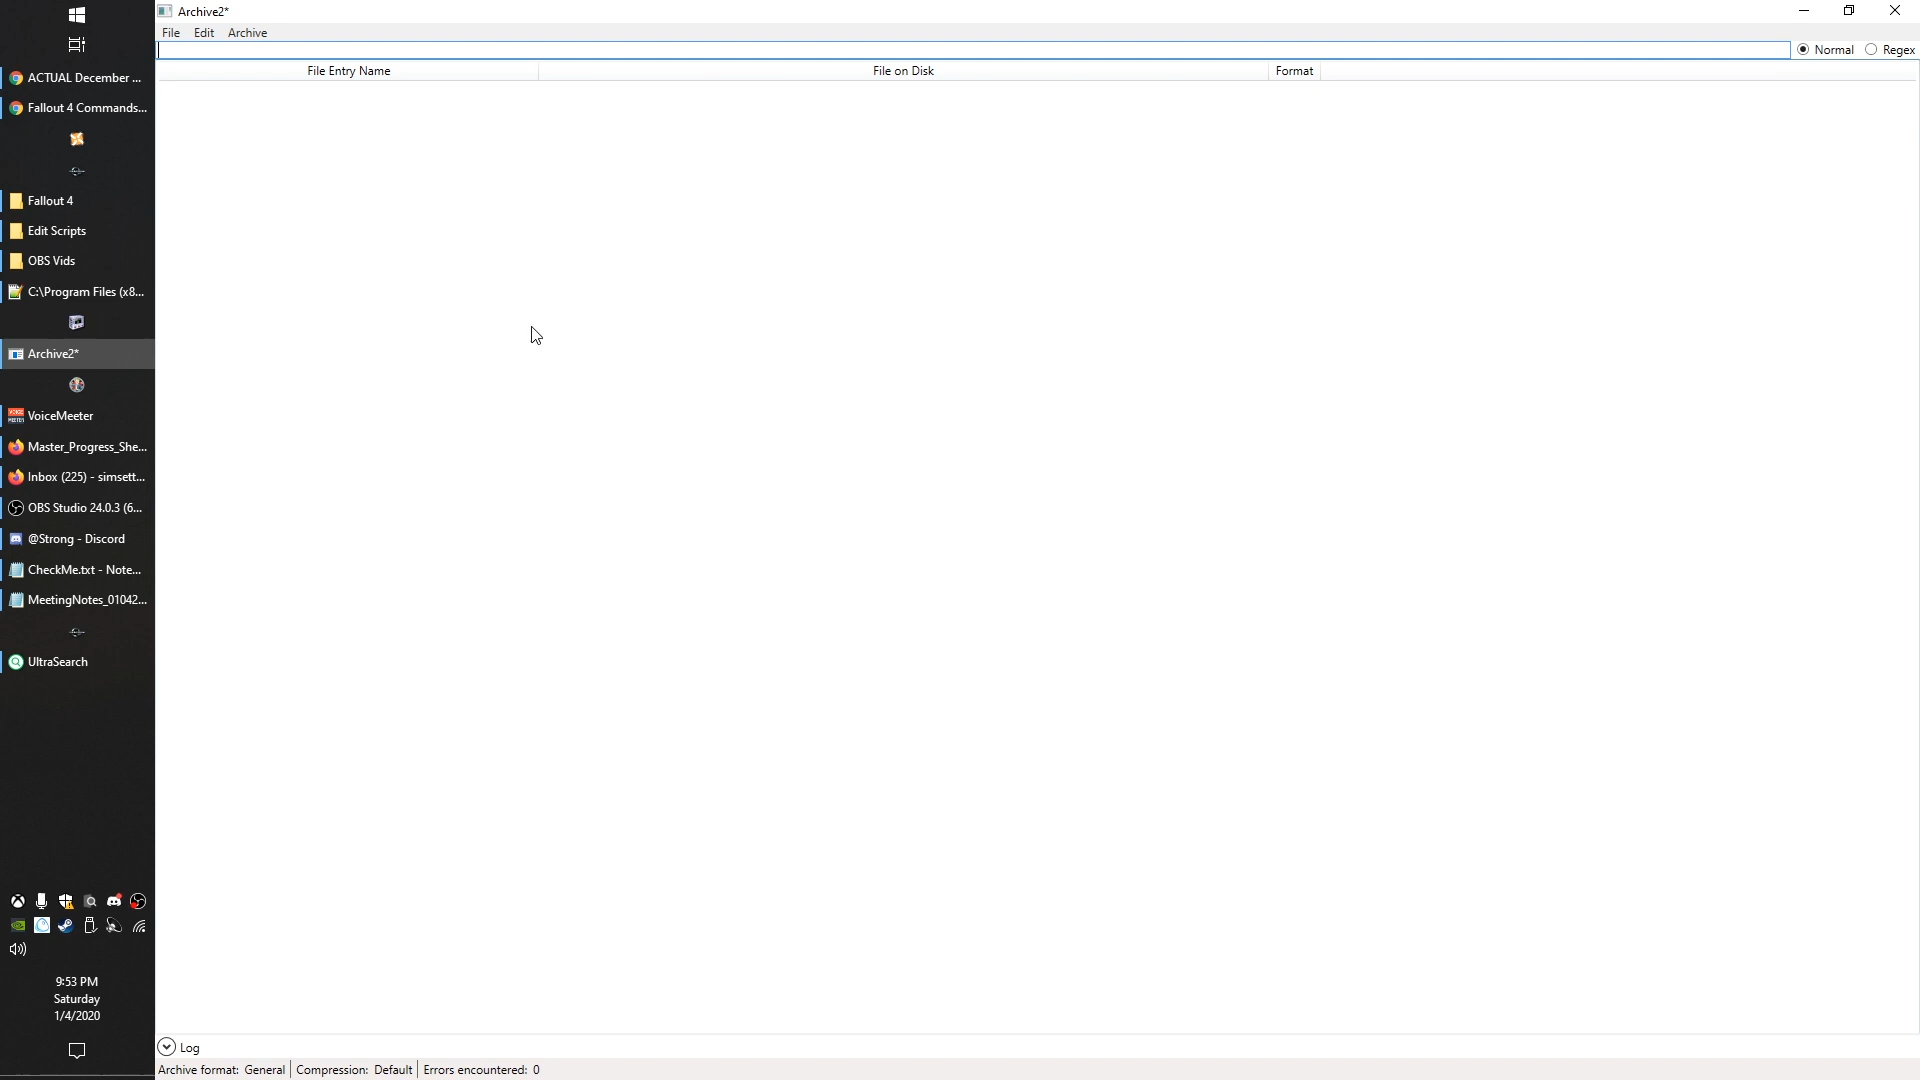 Archive2*
File Edit Archive
Normal Regex
File Entry Name File on Disk Format
ACTUAL December ...
Fallout 4 Commands...
Fallout 4
Edit Scripts
OBS Vids
C:\Program Files (x8...
Archive2*
VoiceMeeter
Master_Progress_She...
Inbox (225) - simsett...
OBS Studio 24.0.3 (6...
@Strong - Discord
CheckMe.txt - Note...
MeetingNotes_01042...
UltraSearch
9:53 PM
Saturday
1/4/2020
Log
Archive format: General Compression: Default Errors encountered: 0